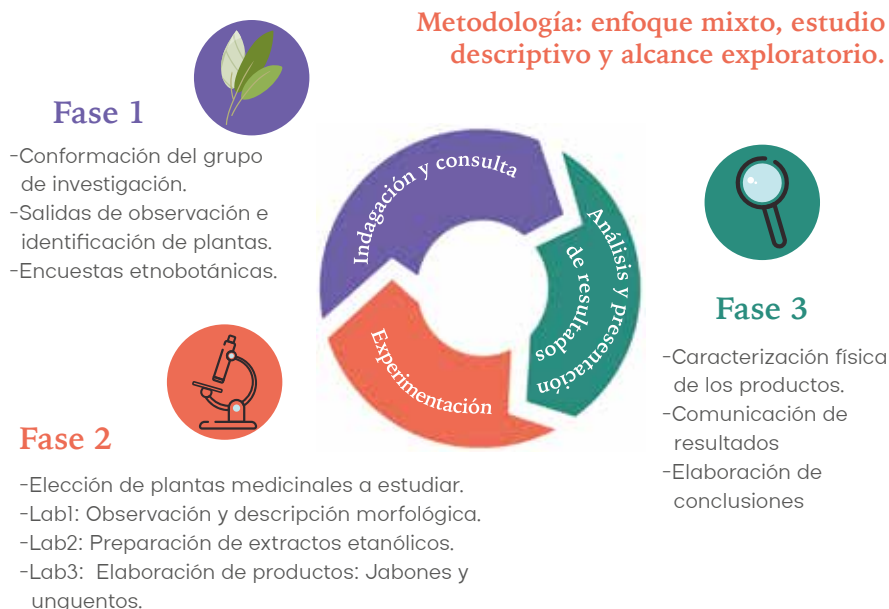 Metodología: enfoque mixto, estudio
descriptivo y alcance exploratorio.
Fase 1
-Conformación del grupo
de investigación.
-Salidas de observación e
identificación de plantas.
-Encuestas etnobotánicas.
Indagación y consulta
Análisis y presentación
de resultados
Experimentación
Fase 2
-Elección de plantas medicinales a estudiar.
-Lab1: Observación y descripción morfológica.
-Lab2: Preparación de extractos etanólicos.
-Lab3: Elaboración de productos: Jabones y
unguentos.
Fase 3
-Caracterización física
de los productos.
-Comunicación de
resultados
-Elaboración de
conclusiones